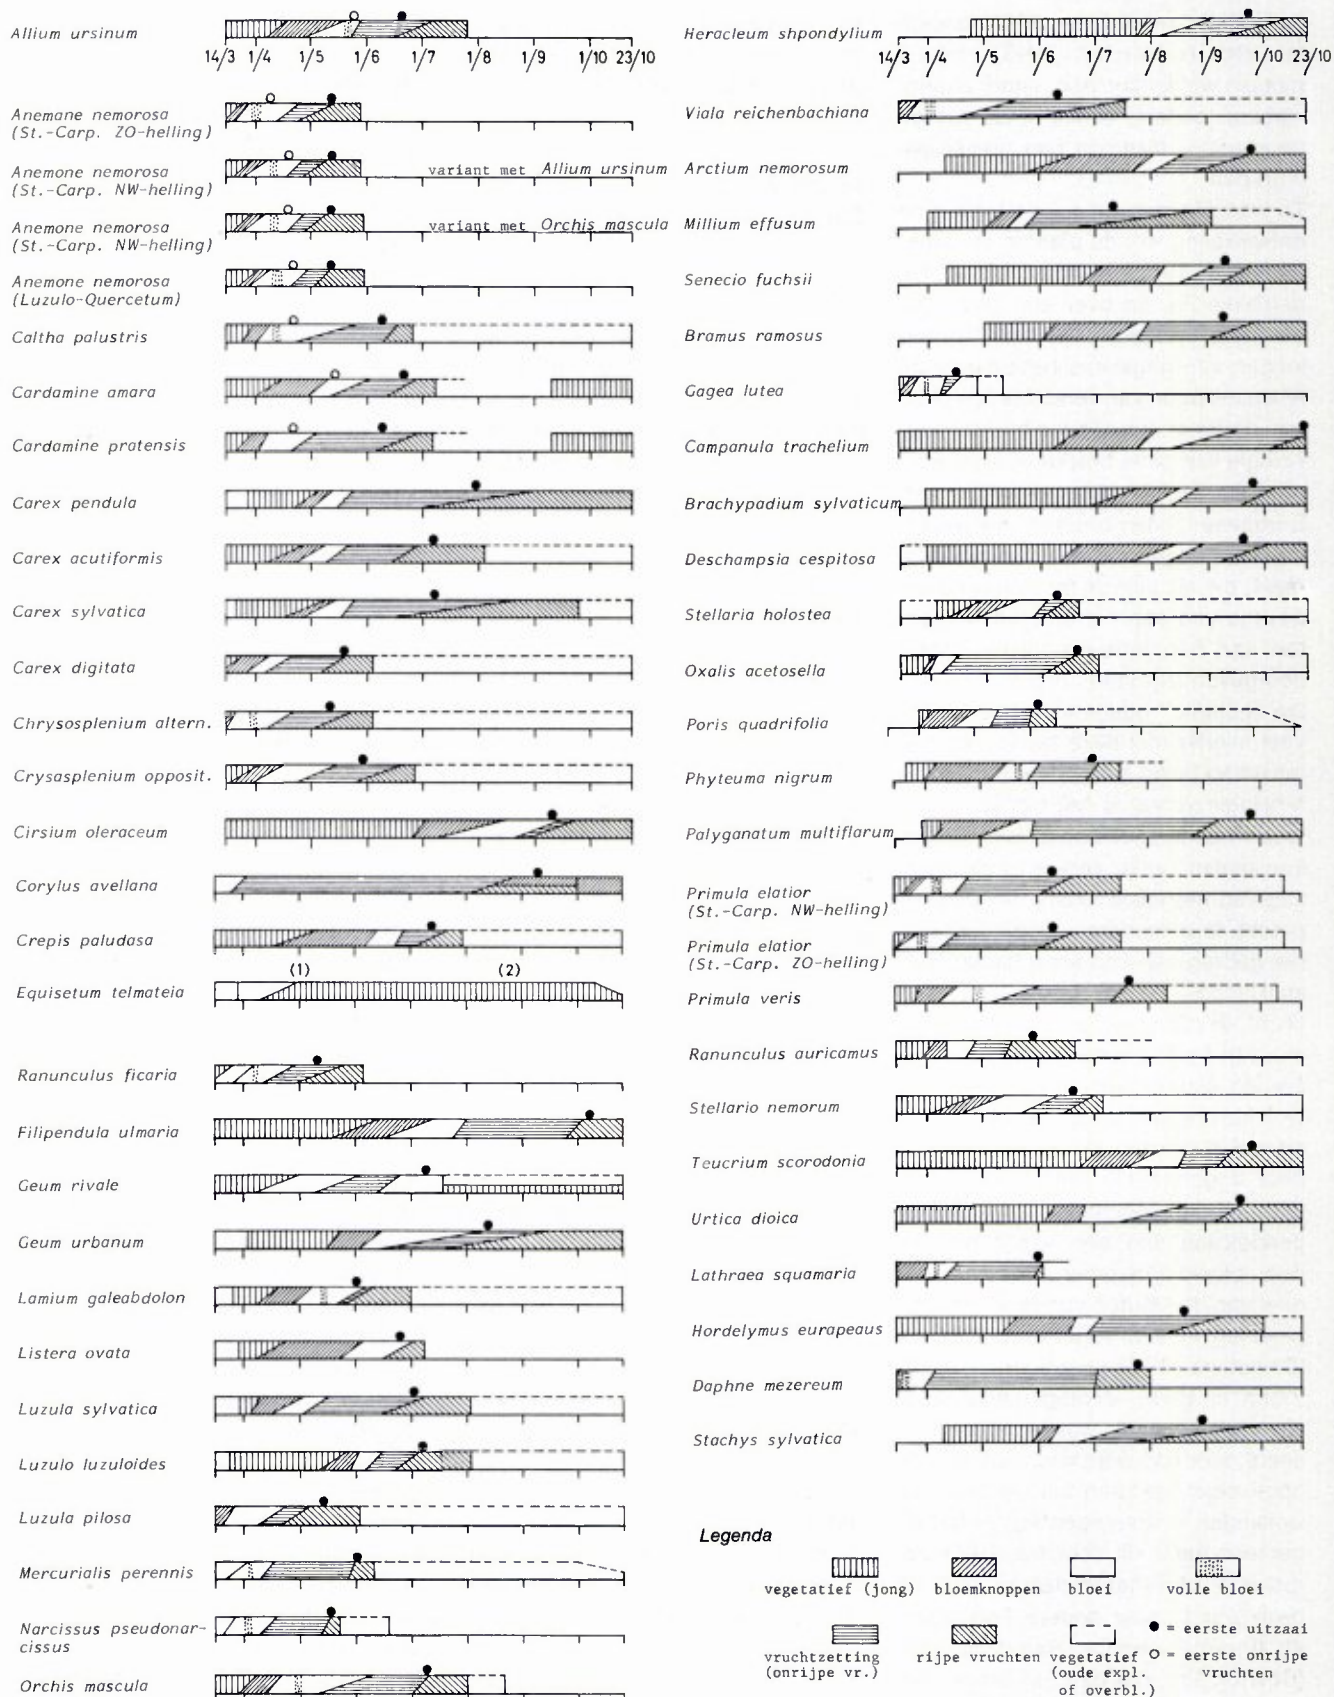 Allium ursinum
14/3 1/4 1/5 1/6 1/7 1/8 1/9 1/10 23/10
Anemane nemorosa
(St.-Carp. ZO-helling)
Anemone nemorosa
(St.-Carp. NW-helling)
variant met Allium ursinum
Anemone nemorosa
(St.-Carp. NW-helling)
variant met Orchis mascula
Anemone nemorosa
(Luzulo-Quercetum)
Caltha palustris
Cardamine amara
Cardamine pratensis
Carex pendula
Carex acutiformis
Carex sylvatica
Carex digitata
Chrysosplenium altern.
Crysasplenium opposit.
Cirsium oleraceum
Corylus avellana
Crepis paludasa
(1) (2)
Equisetum telmateia
Ranunculus ficaria
Filipendula ulmaria
Geum rivale
Geum urbanum
Lamium galeabdolon
Listera ovata
Luzula sylvatica
Luzulo luzuloides
Luzula pilosa
Mercurialis perennis
Narcissus pseudonar-
cissus
Orchis mascula
Heracleum shpondylium
14/3 1/4 1/5 1/6 1/7 1/8 1/9 1/10 23/10
Viala reichenbachiana
Arctium nemorosum
Millium effusum
Senecio fuchsii
Bramus ramosus
Gagea lutea
Campanula trachelium
Brachypadium sylvaticum
Deschampsia cespitosa
Stellaria holostea
Oxalis acetosella
Poris quadrifolia
Phyteuma nigrum
Palyganatum multiflarum
Primula elatior
(St.-Carp. NW-helling)
Primula elatior
(St.-Carp. ZO-helling)
Primula veris
Ranunculus auricamus
Stellario nemorum
Teucrium scorodonia
Urtica dioica
Lathraea squamaria
Hordelymus eurapeaus
Daphne mezereum
Stachys sylvatica
Legenda
vegetatief (jong) bloemknoppen bloei volle bloei
= eerste uitzaai
vruchtzetting rijpe vruchten vegetatief = eerste onrijpe
(onrijpe vr.) (oude expl. vruchten
of overbl.)